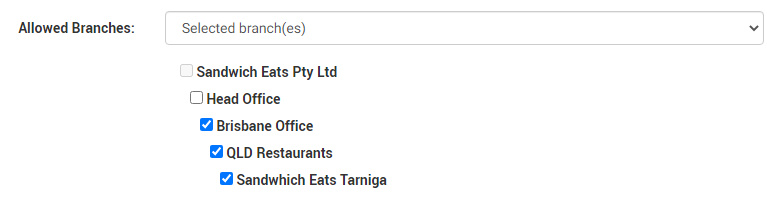 Allowed Branches: Selected branch(es)
Sandwich Eats Pty Ltd
Head Office
Brisbane Office
QLD Restaurants
Sandwhich Eats Tarniga